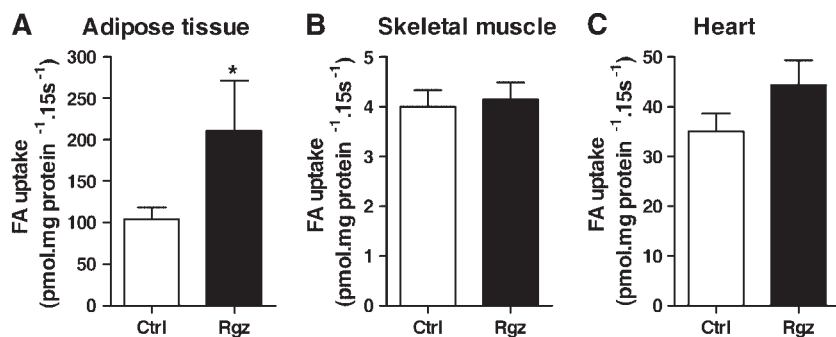 A Adipose tissue
FA uptake
(pmol.mg protein -1.15s-1)
300
250
200
150
100
50
0
*
Ctrl Rgz
B Skeletal muscle
FA uptake
(pmol.mg protein -1.15s-1)
5
4
3
2
1
0
Ctrl Rgz
C Heart
FA uptake
(pmol.mg protein -1.15s-1)
50
40
30
20
10
0
Ctrl Rgz